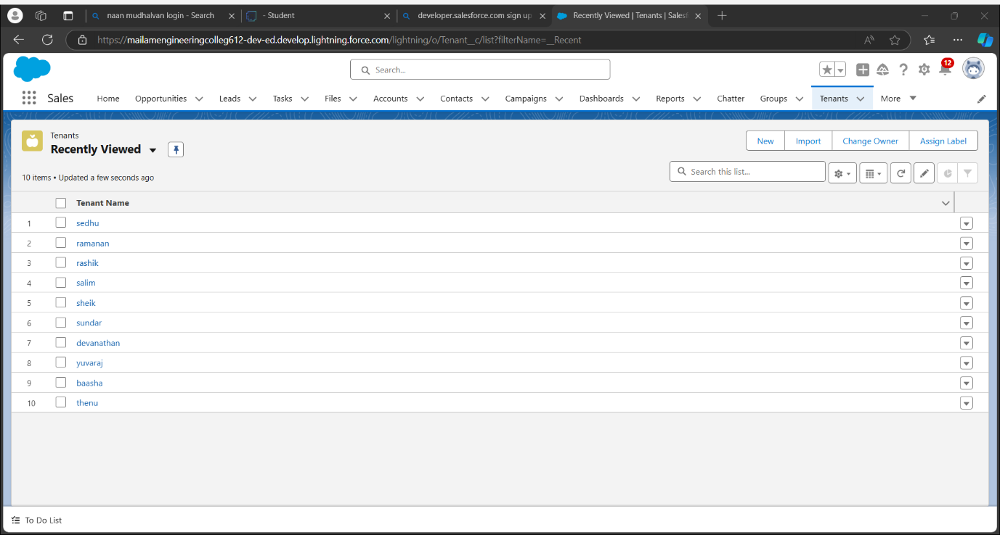 naan mudhalvan login - Search
- Student
developer.salesforce.com sign up
Recently Viewed | Tenants | Salesf
https://mailamengineeringcolleg612-dev-ed.develop.lightning.force.com/lightning/o/Tenant__c/list?filterName=__Recent
Search...
12
Sales Home Opportunities Leads Tasks Files Accounts Contacts Campaigns Dashboards Reports Chatter Groups Tenants More
Tenants
Recently Viewed
New Import Change Owner Assign Label
10 items • Updated a few seconds ago
Search this list...
Tenant Name
1 sedhu
2 ramanan
3 rashik
4 salim
5 sheik
6 sundar
7 devanathan
8 yuvaraj
9 baasha
10 thenu
To Do List